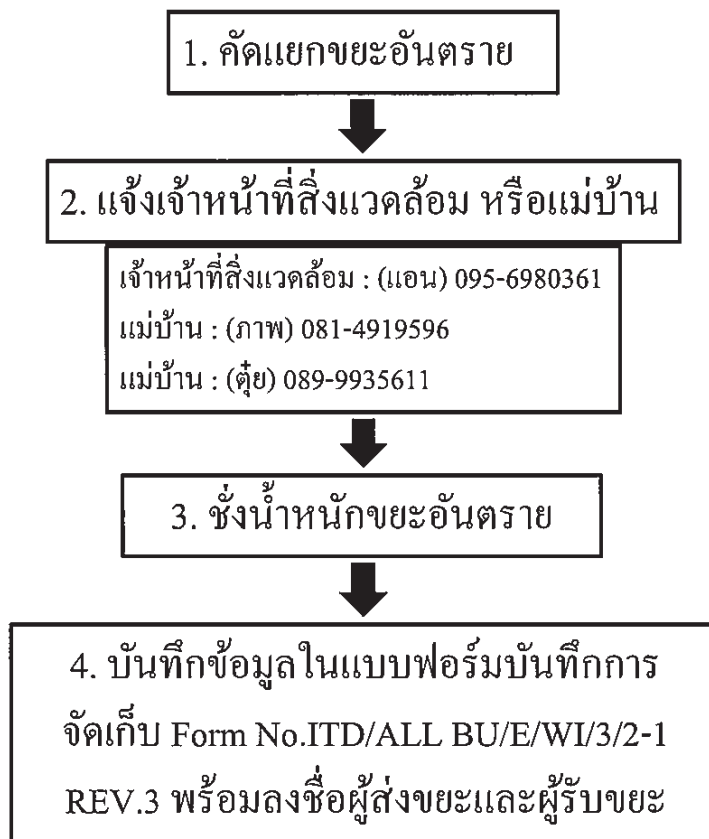 1. คัดแยกขยะอันตราย
2. แจ้งเจ้าหน้าที่สิ่งแวดล้อม หรือแม่บ้าน
เจ้าหน้าที่สิ่งแวดล้อม : (แอน) 095-6980361
แม่บ้าน : (ภาพ) 081-4919596
แม่บ้าน : (ตุ๋ย) 089-9935611
3. ชั่งน้ำหนักขยะอันตราย
4. บันทึกข้อมูลในแบบฟอร์มบันทึกการ
จัดเก็บ Form No.ITD/ALL BU/E/WI/3/2-1
REV.3 พร้อมลงชื่อผู้ส่งขยะและผู้รับขยะ